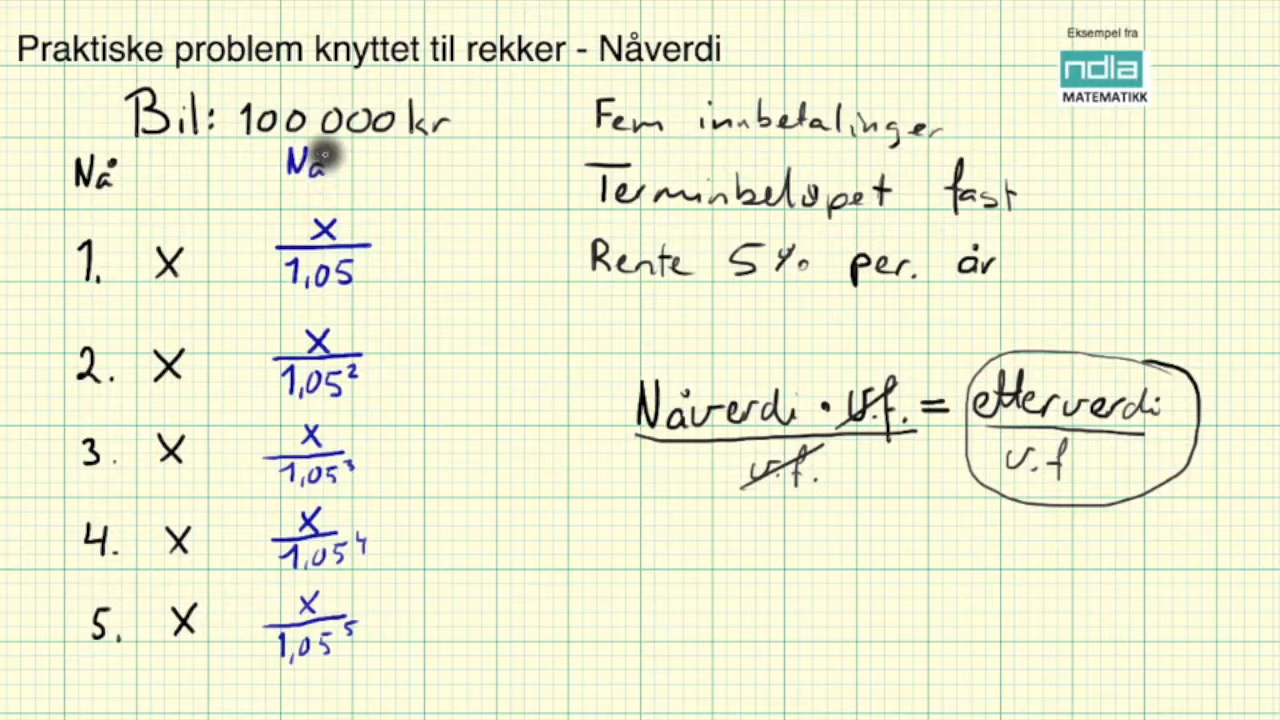 Praktiske problem knyttet til rekker - Nåverdi
Eksempel fra
ndla
MATEMATIKK
Bil: 100 000 kr
Nå
Nå
1. X X/1,05
2. X X/1,05²
3. X X/1,05³
4. X X/1,05⁴
5. X X/1,05⁵
Fem innbetalinger
Terminbeløpet fast
Rente 5% per. år
Nåverdi · v.f. = etterverdi
v.f. v.f